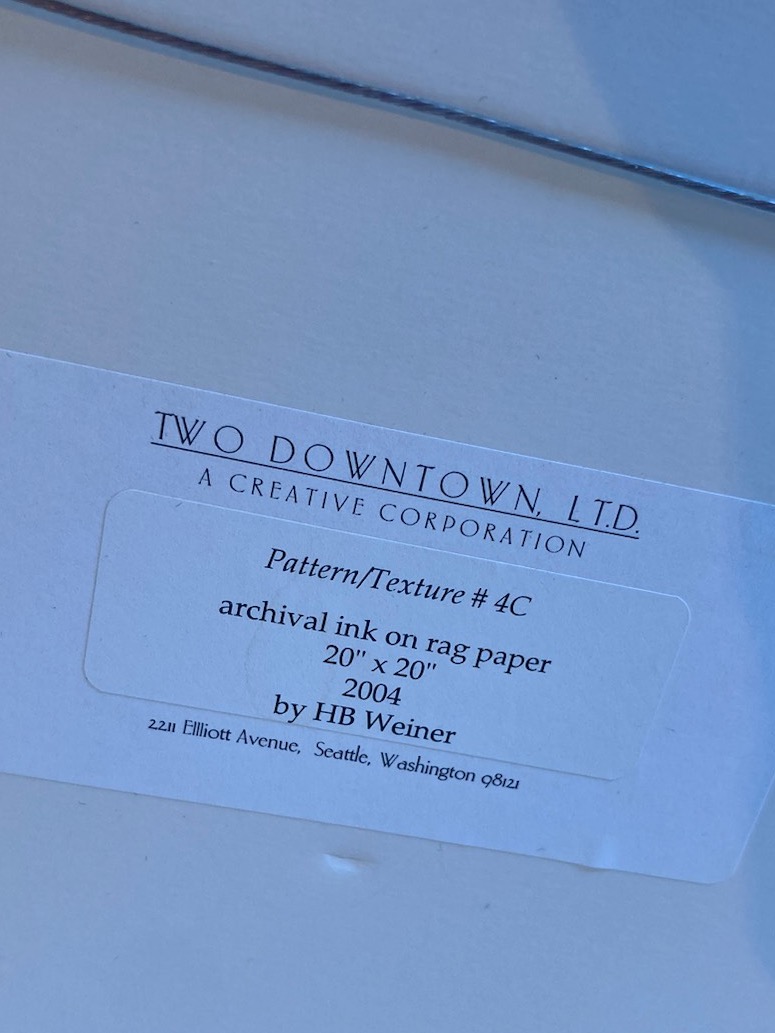 TWO DOWNTOWN, LTD.
A CREATIVE CORPORATION
Pattern/Texture # 4C
archival ink on rag paper
20" x 20"
2004
by HB Weiner
2211 Ellliott Avenue, Seattle, Washington 98121